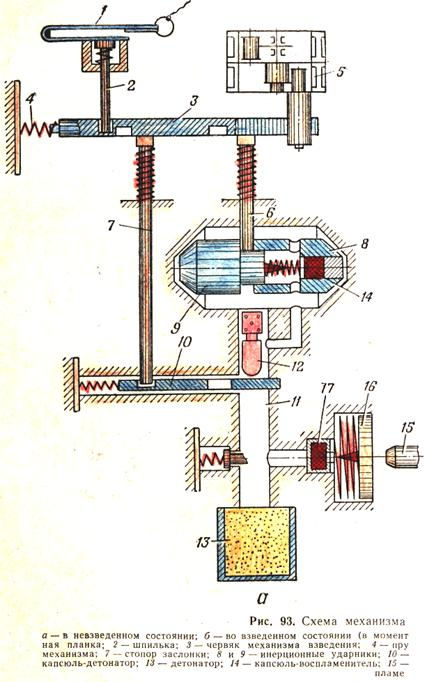 1
2
3
4
5
6
7
8
9
14
10
12
11
77
16
15
13
а
Рис. 93. Схема механизма
а — в невзведенном состоянии; б — во взведенном состоянии (в момент
ная планка; 2 — шпилька; 3 — червяк механизма взведения; 4 — пру
механизма; 7 — стопор заслонки; 8 и 9 — инерционные ударники; 10 —
капсюль-детонатор; 13 — детонатор; 14 — капсюль-воспламенитель; 15 —
пламе